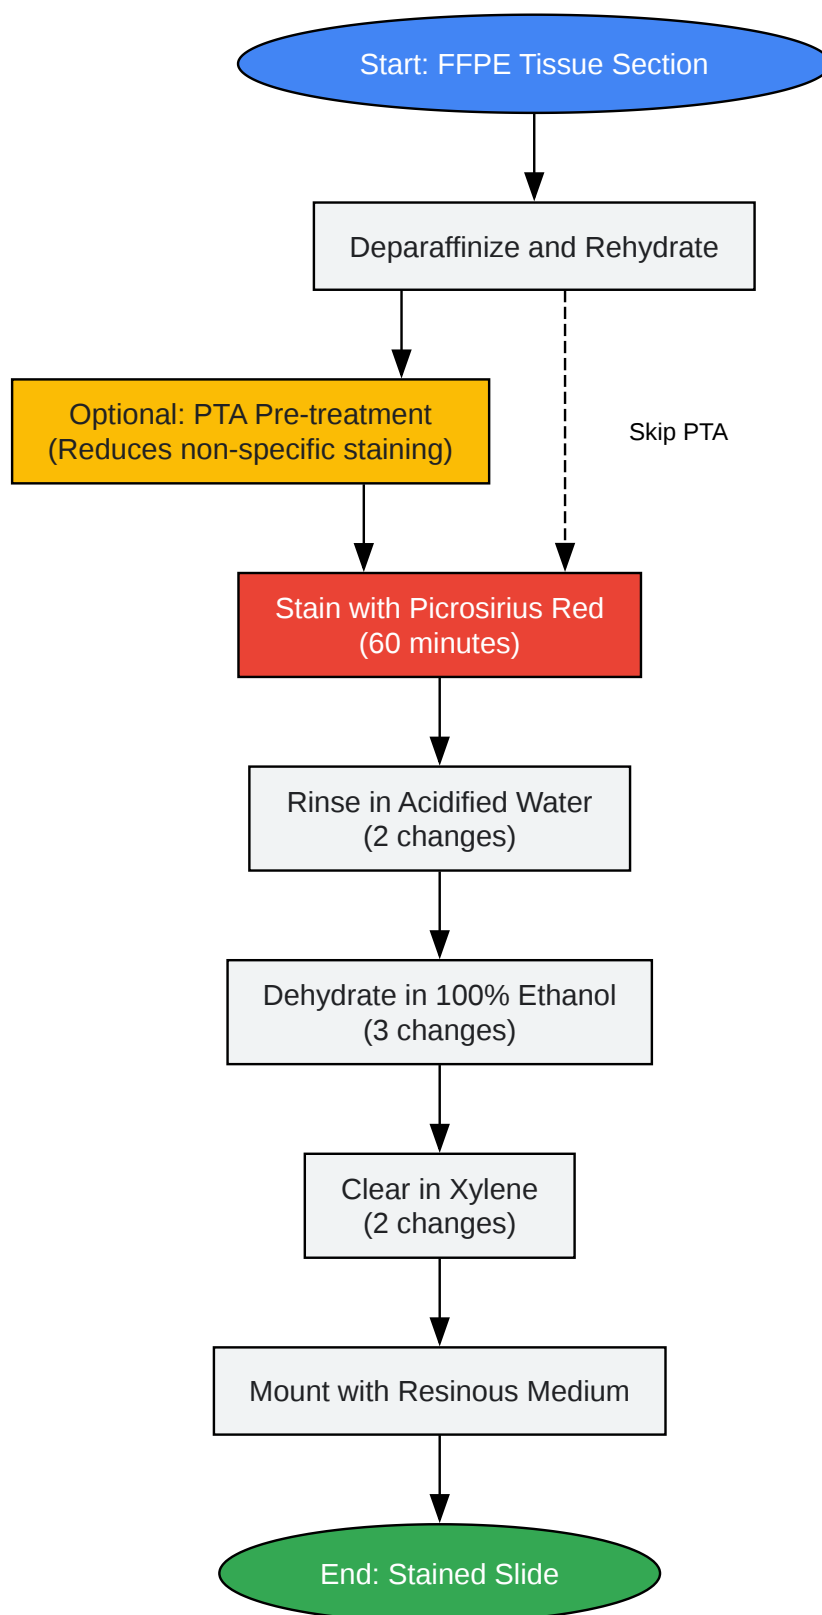 Start: FFPE Tissue Section
Deparaffinize and Rehydrate
Optional: PTA Pre-treatment
(Reduces non-specific staining)
Skip PTA
Stain with Picrosirius Red
(60 minutes)
Rinse in Acidified Water
(2 changes)
Dehydrate in 100% Ethanol
(3 changes)
Clear in Xylene
(2 changes)
Mount with Resinous Medium
End: Stained Slide